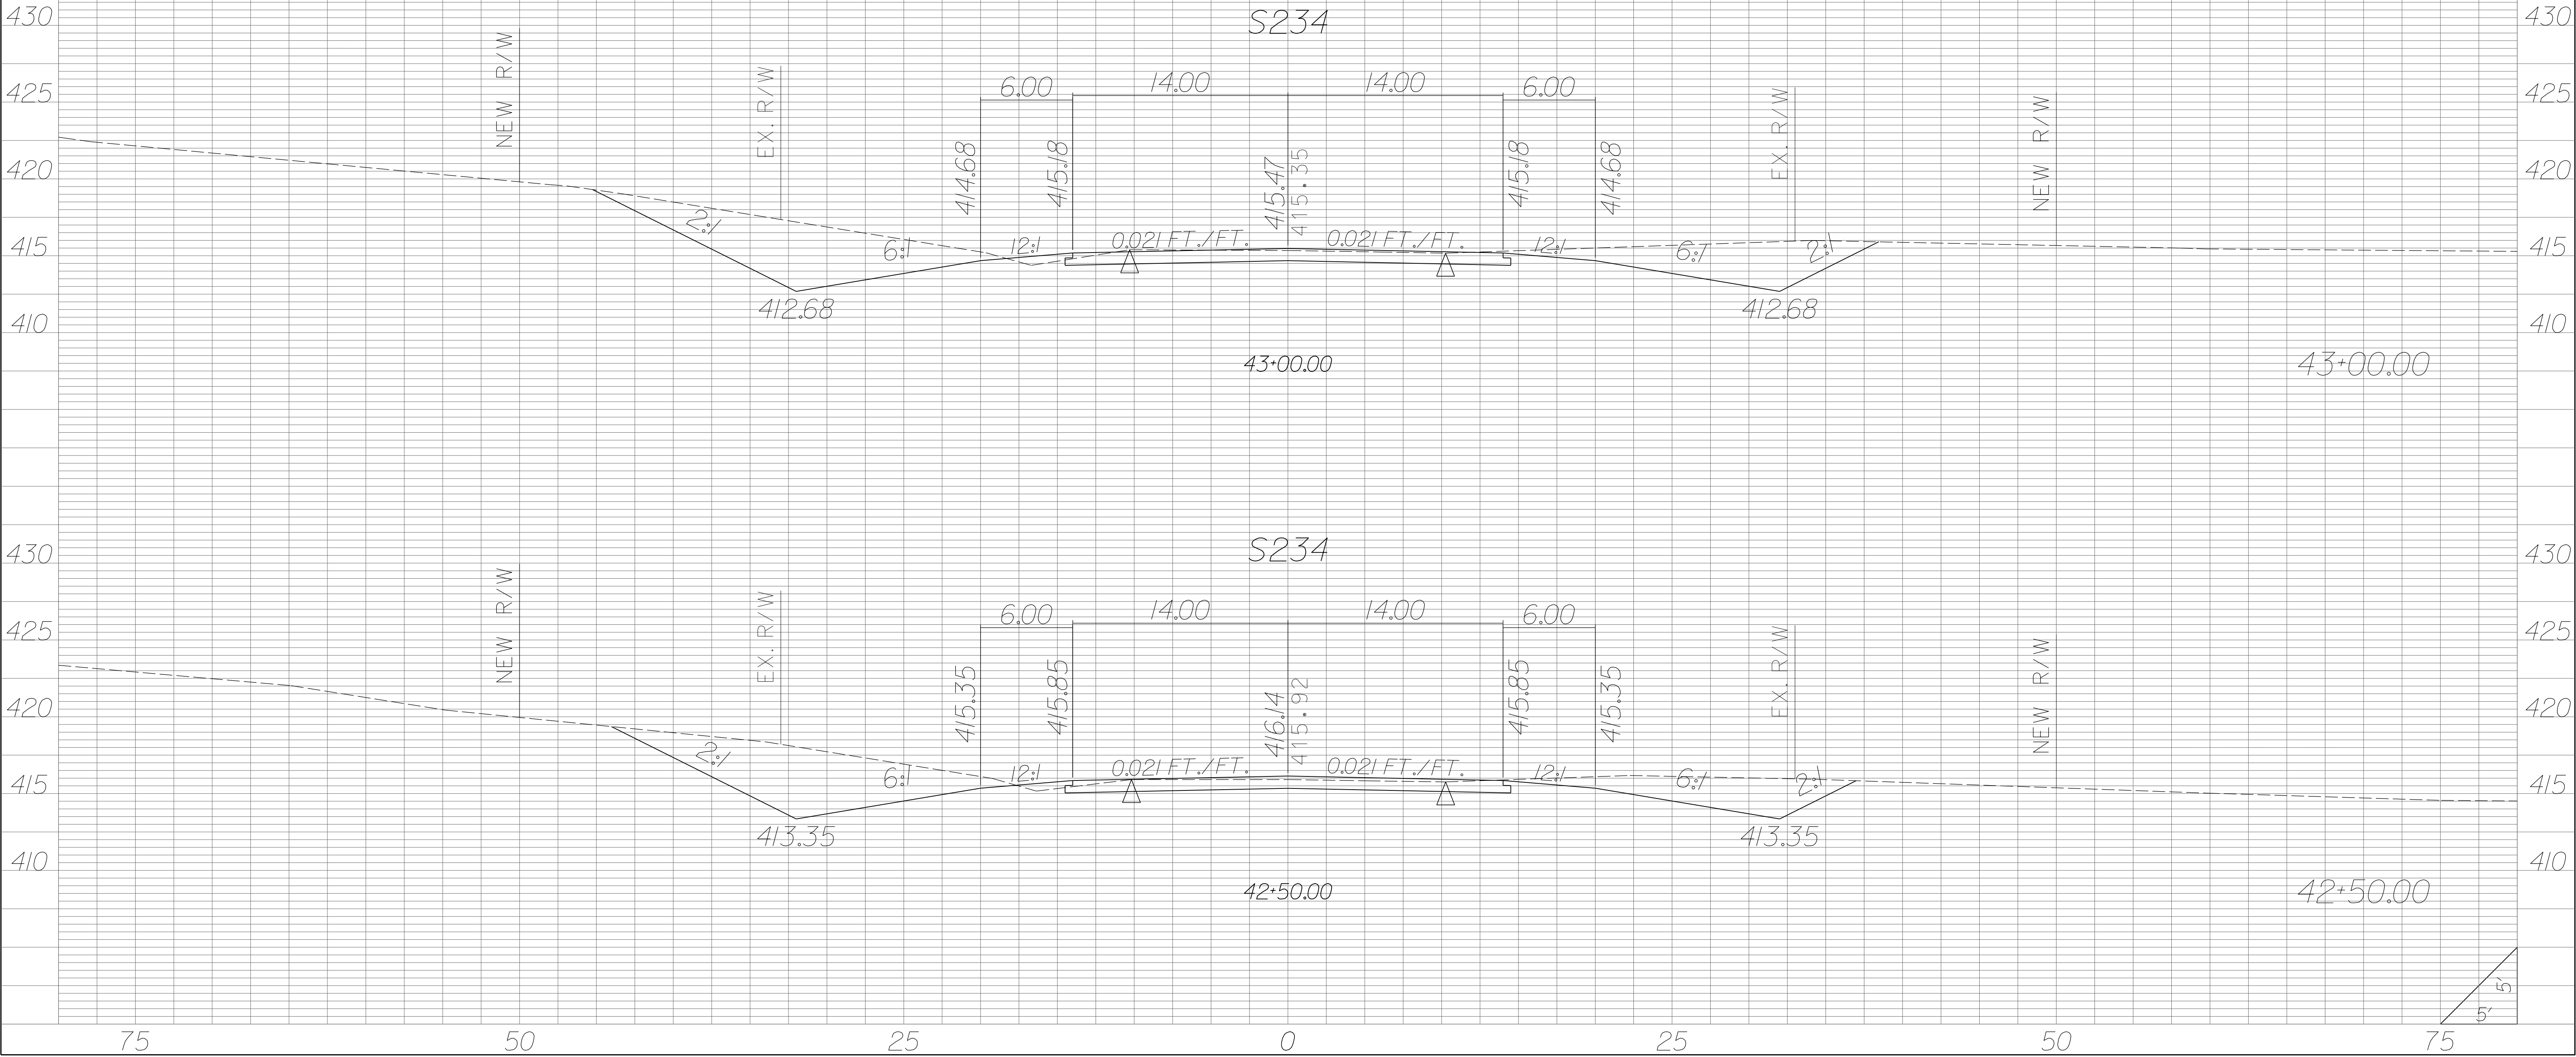 430 S234 430
NEW R/W
EX. R/W
6.00 14.00 14.00 6.00
EX. R/W
NEW R/W
425 425
414.68 415.18 415.47 415.35 415.18 414.68
420 420
2:1 6:1 12:1 0.021 FT./FT. 0.021 FT./FT. 12:1 6:1 2:1
415 415
412.68 412.68
410 410
43+00.00 43+00.00
430 S234 430
NEW R/W
EX. R/W
6.00 14.00 14.00 6.00
EX. R/W
NEW R/W
425 425
415.35 415.85 416.14 415.92 415.85 415.35
420 420
2:1 6:1 12:1 0.021 FT./FT. 0.021 FT./FT. 12:1 6:1 2:1
415 415
413.35 413.35
410 410
42+50.00 42+50.00
5'
5'
75 50 25 0 25 50 75